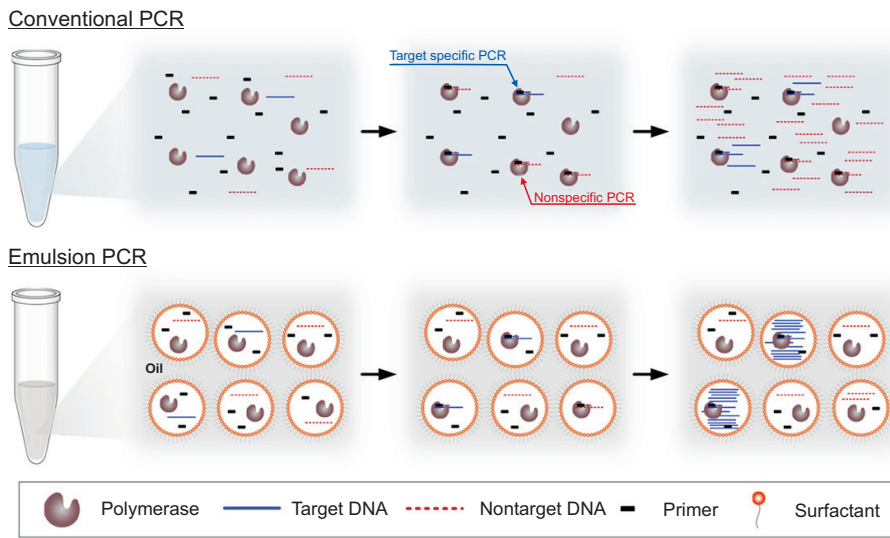 Conventional PCR
Target specific PCR
Nonspecific PCR
Emulsion PCR
Oil
Polymerase Target DNA Nontarget DNA Primer Surfactant